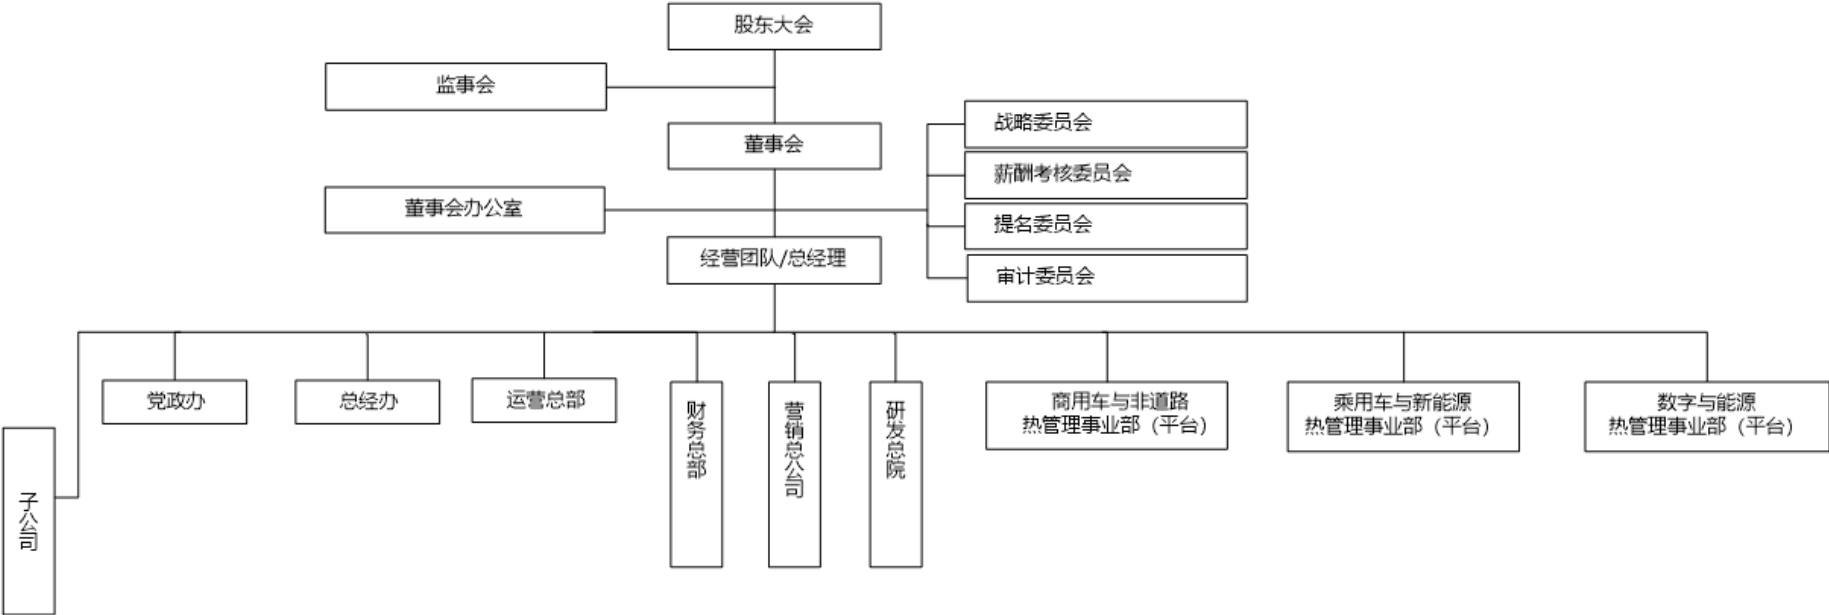 股东大会
监事会
董事会
战略委员会
薪酬考核委员会
提名委员会
审计委员会
董事会办公室
经营团队/总经理
子公司
党政办
总经办
运营总部
财务总部
营销总公司
研发总院
商用车与非道路
热管理事业部（平台）
乘用车与新能源
热管理事业部（平台）
数字与能源
热管理事业部（平台）